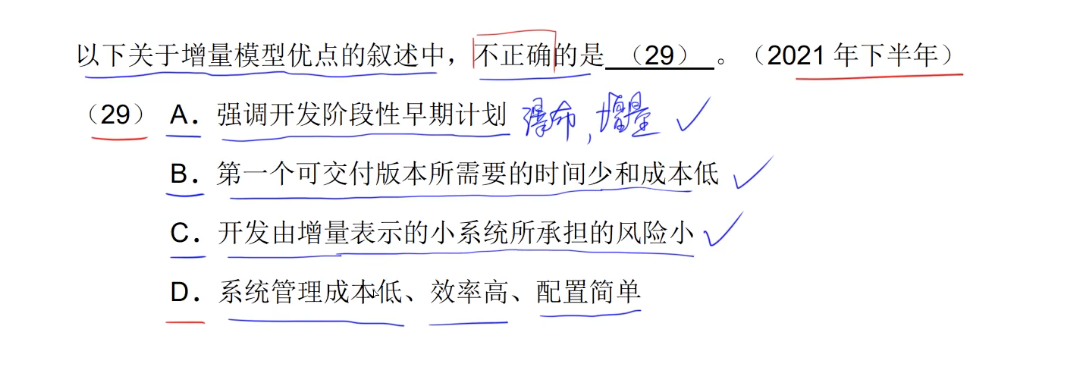 以下关于增量模型优点的叙述中，不正确的是 （29） 。（2021 年下半年）
（29） A. 强调开发阶段性早期计划 瀑布, 增量 ✓
B. 第一个可交付版本所需要的时间少和成本低 ✓
C. 开发由增量表示的小系统所承担的风险小 ✓
D. 系统管理成本低、效率高、配置简单